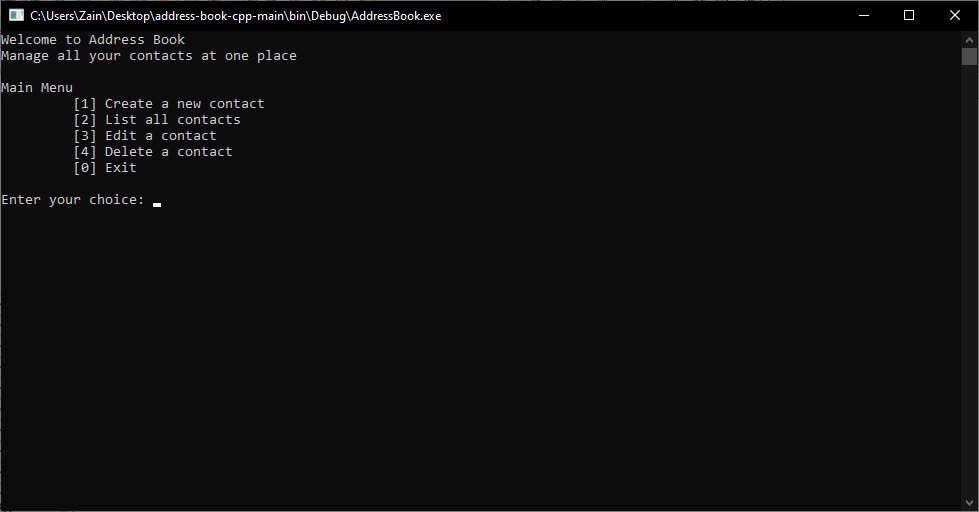 C:\Users\Zain\Desktop\address-book-cpp-main\bin\Debug\AddressBook.exe
Welcome to Address Book
Manage all your contacts at one place
Main Menu
[1] Create a new contact
[2] List all contacts
[3] Edit a contact
[4] Delete a contact
[0] Exit
Enter your choice: